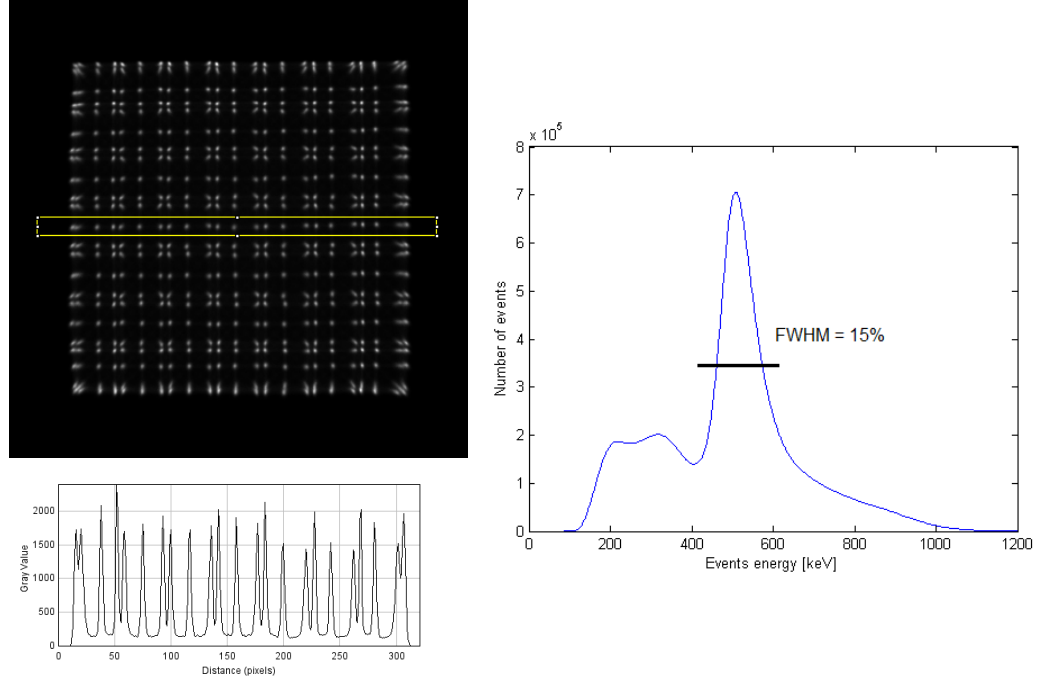 8 x 10^5
7
6
5
4
3
2
1
0
Number of events
FWHM = 15%
0 200 400 600 800 1000 1200
Events energy [keV]
2000
1500
1000
500
0
Gray Value
0 50 100 150 200 250 300
Distance (pixels)